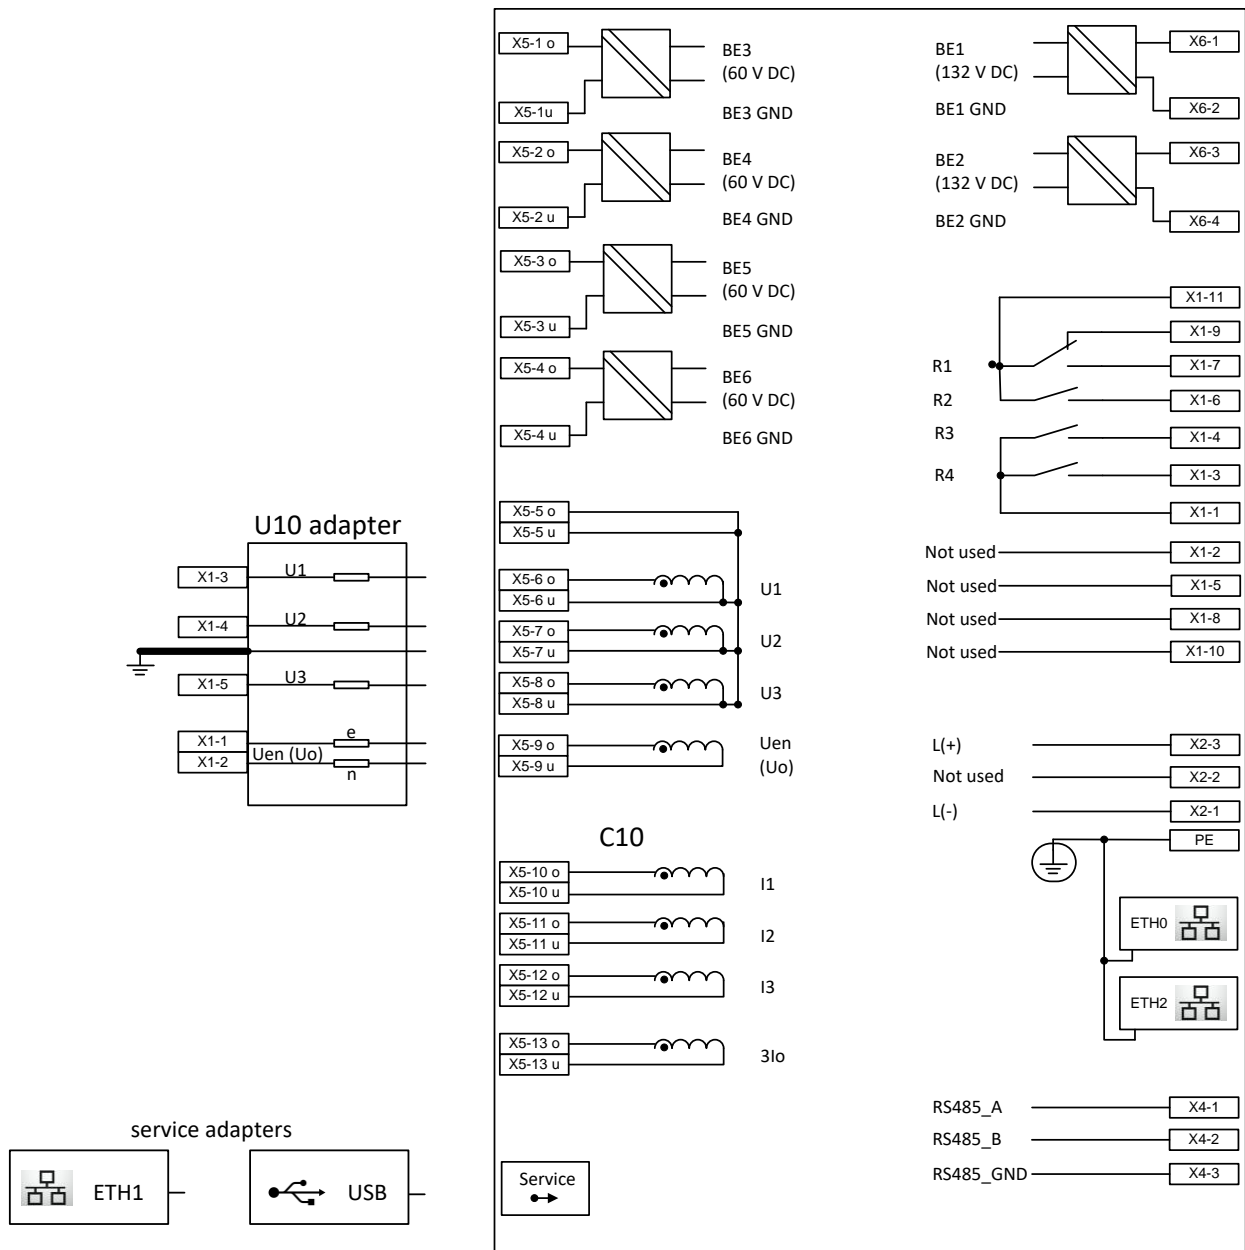 X5-1 o
BE3
(60 V DC)
X5-1u
BE3 GND
X5-2 o
BE4
(60 V DC)
X5-2 u
BE4 GND
X5-3 o
BE5
(60 V DC)
X5-3 u
BE5 GND
X5-4 o
BE6
(60 V DC)
X5-4 u
BE6 GND
BE1
(132 V DC)
BE1 GND
X6-1
X6-2
BE2
(132 V DC)
BE2 GND
X6-3
X6-4
X1-11
X1-9
R1
X1-7
R2
X1-6
R3
X1-4
R4
X1-3
X1-1
Not used
X1-2
Not used
X1-5
Not used
X1-8
Not used
X1-10
U10 adapter
X1-3
U1
X1-4
U2
X1-5
U3
X1-1
e
X1-2
Uen (Uo)
n
X5-5 o
X5-5 u
X5-6 o
X5-6 u
U1
X5-7 o
X5-7 u
U2
X5-8 o
X5-8 u
U3
X5-9 o
X5-9 u
Uen
(Uo)
L(+)
X2-3
Not used
X2-2
L(-)
X2-1
PE
C10
X5-10 o
X5-10 u
I1
X5-11 o
X5-11 u
I2
X5-12 o
X5-12 u
I3
X5-13 o
X5-13 u
3Io
ETH0
ETH2
RS485_A
X4-1
RS485_B
X4-2
RS485_GND
X4-3
service adapters
ETH1
USB
Service